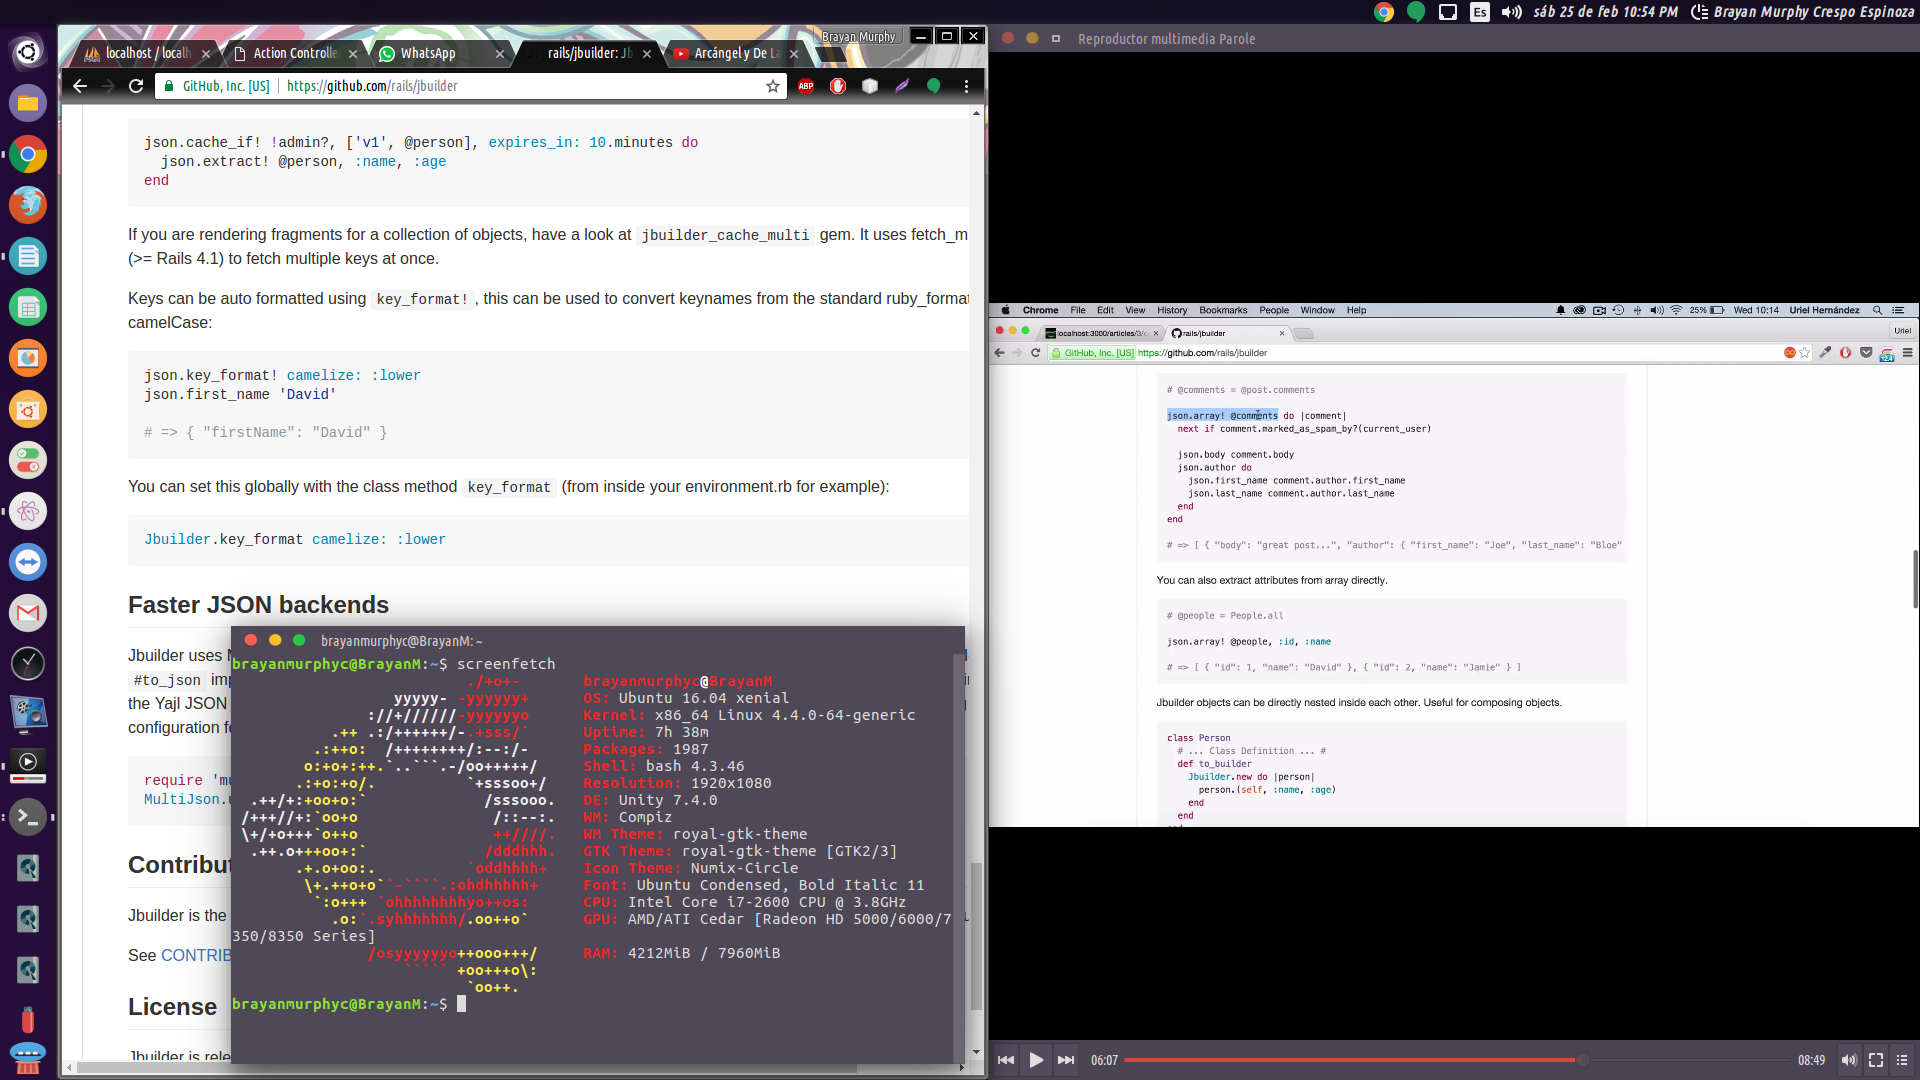 Es
sáb 25 de feb 10:54 PM
Brayan Murphy Crespo Espinoza
Brayan Murphy
localhost / localh
Action Controlle
WhatsApp
rails/jbuilder: Jb
Arcángel y De La
GitHub, Inc. [US]
https://github.com/rails/jbuilder
ABP
json.cache_if! !admin?, ['v1', @person], expires_in: 10.minutes do
json.extract! @person, :name, :age
end
If you are rendering fragments for a collection of objects, have a look at jbuilder_cache_multi gem. It uses fetch_m
(>= Rails 4.1) to fetch multiple keys at once.
Keys can be auto formatted using key_format!, this can be used to convert keynames from the standard ruby_format
camelCase:
json.key_format! camelize: :lower
json.first_name 'David'
# => { "firstName": "David" }
You can set this globally with the class method key_format (from inside your environment.rb for example):
Jbuilder.key_format camelize: :lower
Faster JSON backends
Jbuilder uses
#to_json
the Yajl JSON
configuration
require 'mu
MultiJson.
Contribut
Jbuilder is the
See CONTRIB
License
Jbuilder is rele
brayanmurphyc@BrayanM: ~
brayanmurphyc@BrayanM:~$ screenfetch
brayanmurphyc@BrayanM
OS: Ubuntu 16.04 xenial
Kernel: x86_64 Linux 4.4.0-64-generic
Uptime: 7h 38m
Packages: 1987
Shell: bash 4.3.46
Resolution: 1920x1080
DE: Unity 7.4.0
WM: Compiz
WM Theme: royal-gtk-theme
GTK Theme: royal-gtk-theme [GTK2/3]
Icon Theme: Numix-Circle
Font: Ubuntu Condensed, Bold Italic 11
CPU: Intel Core i7-2600 CPU @ 3.8GHz
GPU: AMD/ATI Cedar [Radeon HD 5000/6000/7
350/8350 Series]
RAM: 4212MiB / 7960MiB
brayanmurphyc@BrayanM:~$
Reproductor multimedia Parole
Chrome File Edit View History Bookmarks People Window Help
25%
Wed 10:14
Uriel Hernández
localhost:3000/articles/3/c
rails/jbuilder
Uriel
GitHub, Inc. [US] https://github.com/rails/jbuilder
# @comments = @post.comments
json.array! @comments do |comment|
next if comment.marked_as_spam_by?(current_user)
json.body comment.body
json.author do
json.first_name comment.author.first_name
json.last_name comment.author.last_name
end
end
# => [ { "body": "great post...", "author": { "first_name": "Joe", "last_name": "Bloe"
You can also extract attributes from array directly.
# @people = People.all
json.array! @people, :id, :name
# => [ { "id": 1, "name": "David" }, { "id": 2, "name": "Jamie" } ]
Jbuilder objects can be directly nested inside each other. Useful for composing objects.
class Person
# ... Class Definition ... #
def to_builder
Jbuilder.new do |person|
person.(self, :name, :age)
end
end
06:07
08:49